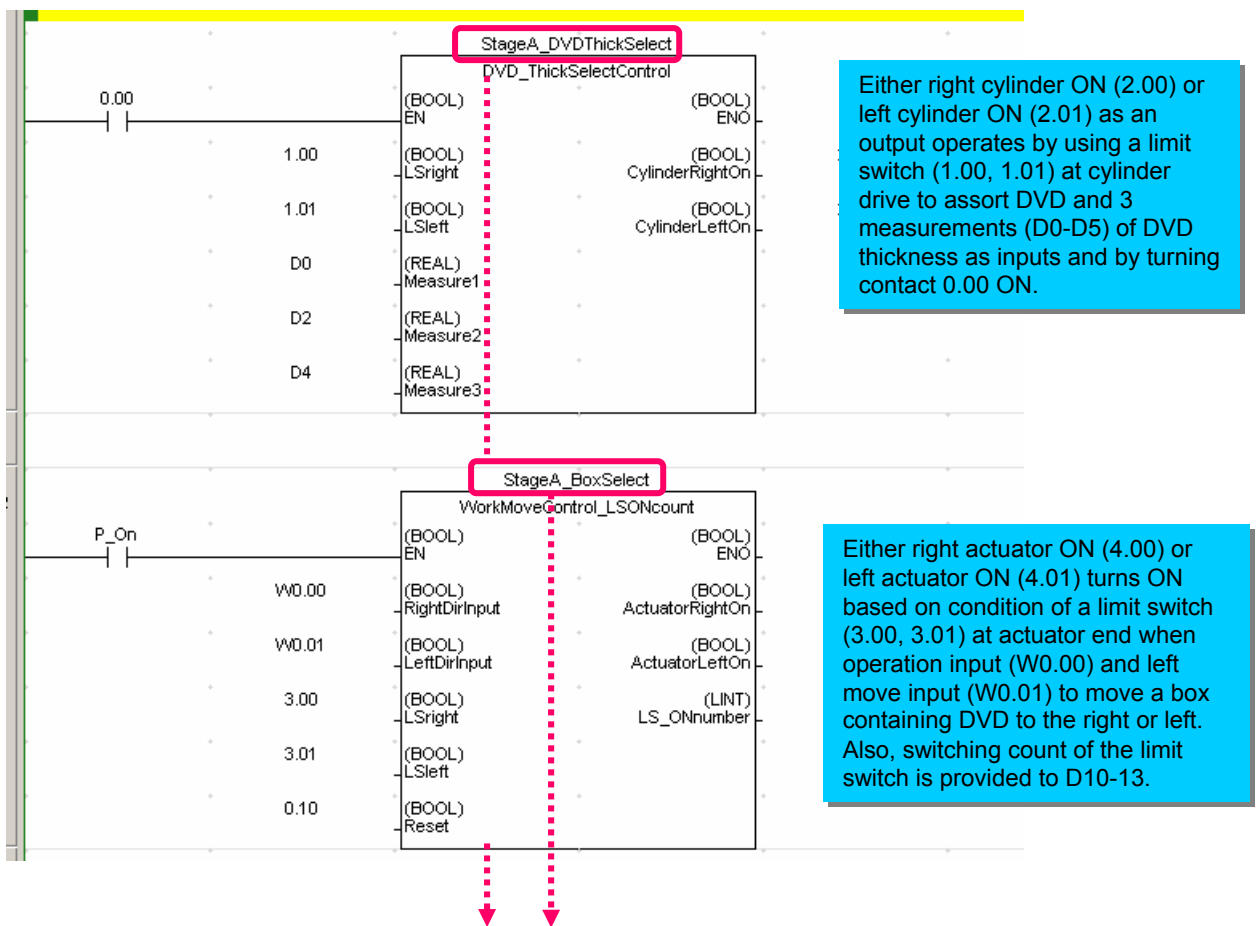 StageA_DVDThickSelect
DVD_ThickSelectControl
0.00
(BOOL)
EN
(BOOL)
ENO
1.00
(BOOL)
LSright
(BOOL)
CylinderRightOn
1.01
(BOOL)
LSleft
(BOOL)
CylinderLeftOn
D0
(REAL)
Measure1
D2
(REAL)
Measure2
D4
(REAL)
Measure3
Either right cylinder ON (2.00) or
left cylinder ON (2.01) as an
output operates by using a limit
switch (1.00, 1.01) at cylinder
drive to assort DVD and 3
measurements (D0-D5) of DVD
thickness as inputs and by turning
contact 0.00 ON.
StageA_BoxSelect
WorkMoveControl_LSONcount
P_On
(BOOL)
EN
(BOOL)
ENO
W0.00
(BOOL)
RightDirInput
(BOOL)
ActuatorRightOn
W0.01
(BOOL)
LeftDirInput
(BOOL)
ActuatorLeftOn
3.00
(BOOL)
LSright
(LINT)
LS_ONnumber
3.01
(BOOL)
LSleft
0.10
(BOOL)
Reset
Either right actuator ON (4.00) or
left actuator ON (4.01) turns ON
based on condition of a limit switch
(3.00, 3.01) at actuator end when
operation input (W0.00) and left
move input (W0.01) to move a box
containing DVD to the right or left.
Also, switching count of the limit
switch is provided to D10-13.